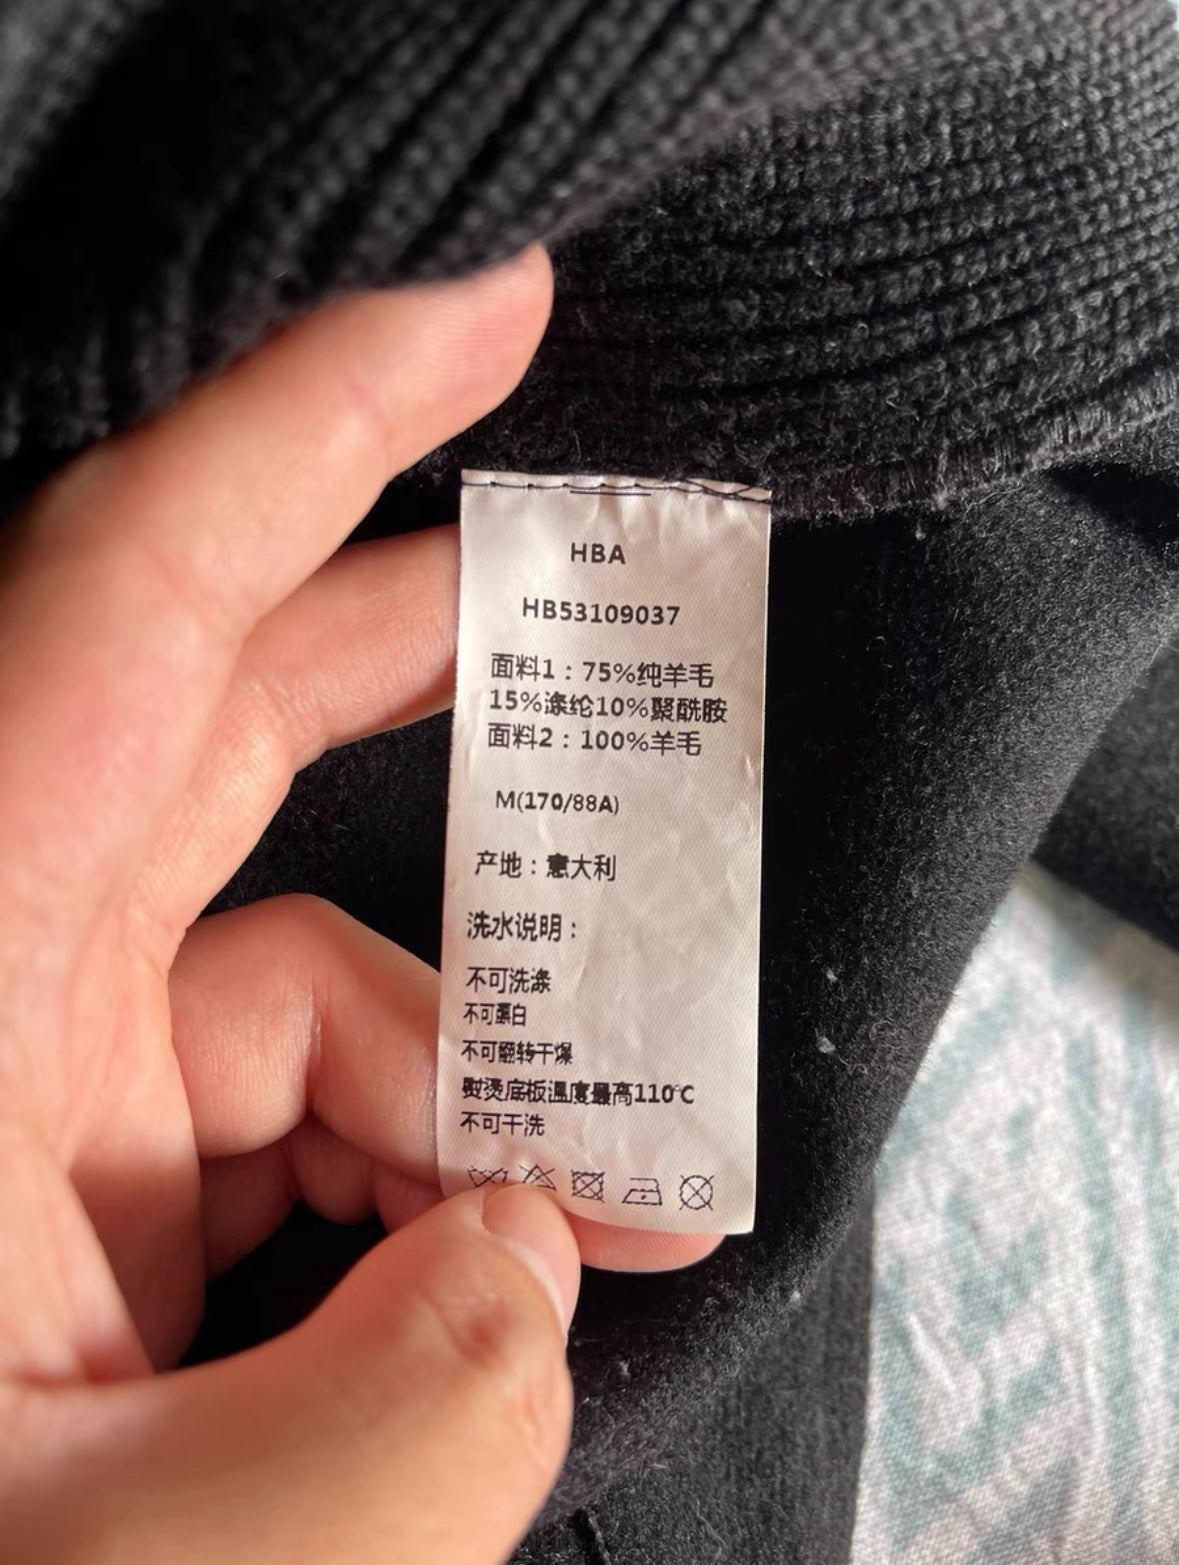 HBA
HB53109037
面料1：75%纯羊毛
15%涤纶10%聚酰胺
面料2：100%羊毛
M(170/88A)
产地：意大利
洗水说明：
不可洗涤
不可漂白
不可翻转干燥
熨烫底板温度最高110℃
不可干洗